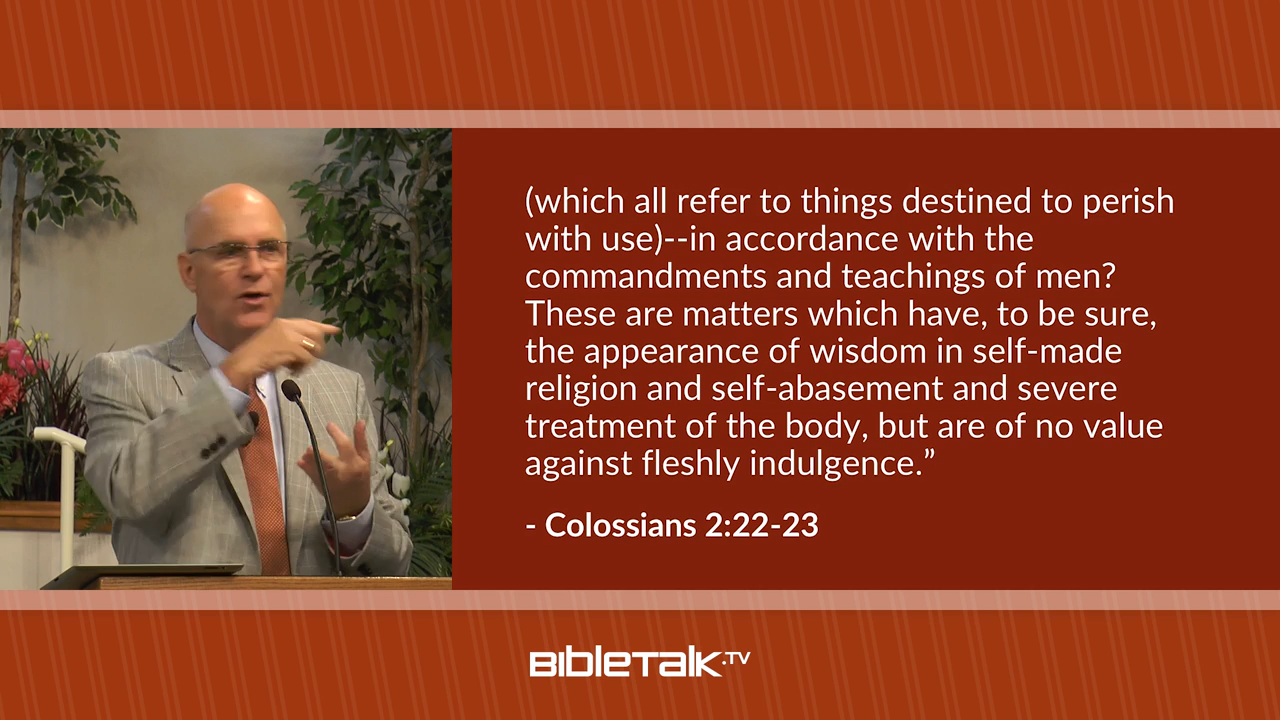 (which all refer to things destined to perish
with use)--in accordance with the
commandments and teachings of men?
These are matters which have, to be sure,
the appearance of wisdom in self-made
religion and self-abasement and severe
treatment of the body, but are of no value
against fleshly indulgence.”
- Colossians 2:22-23
BIBLETALK.TV